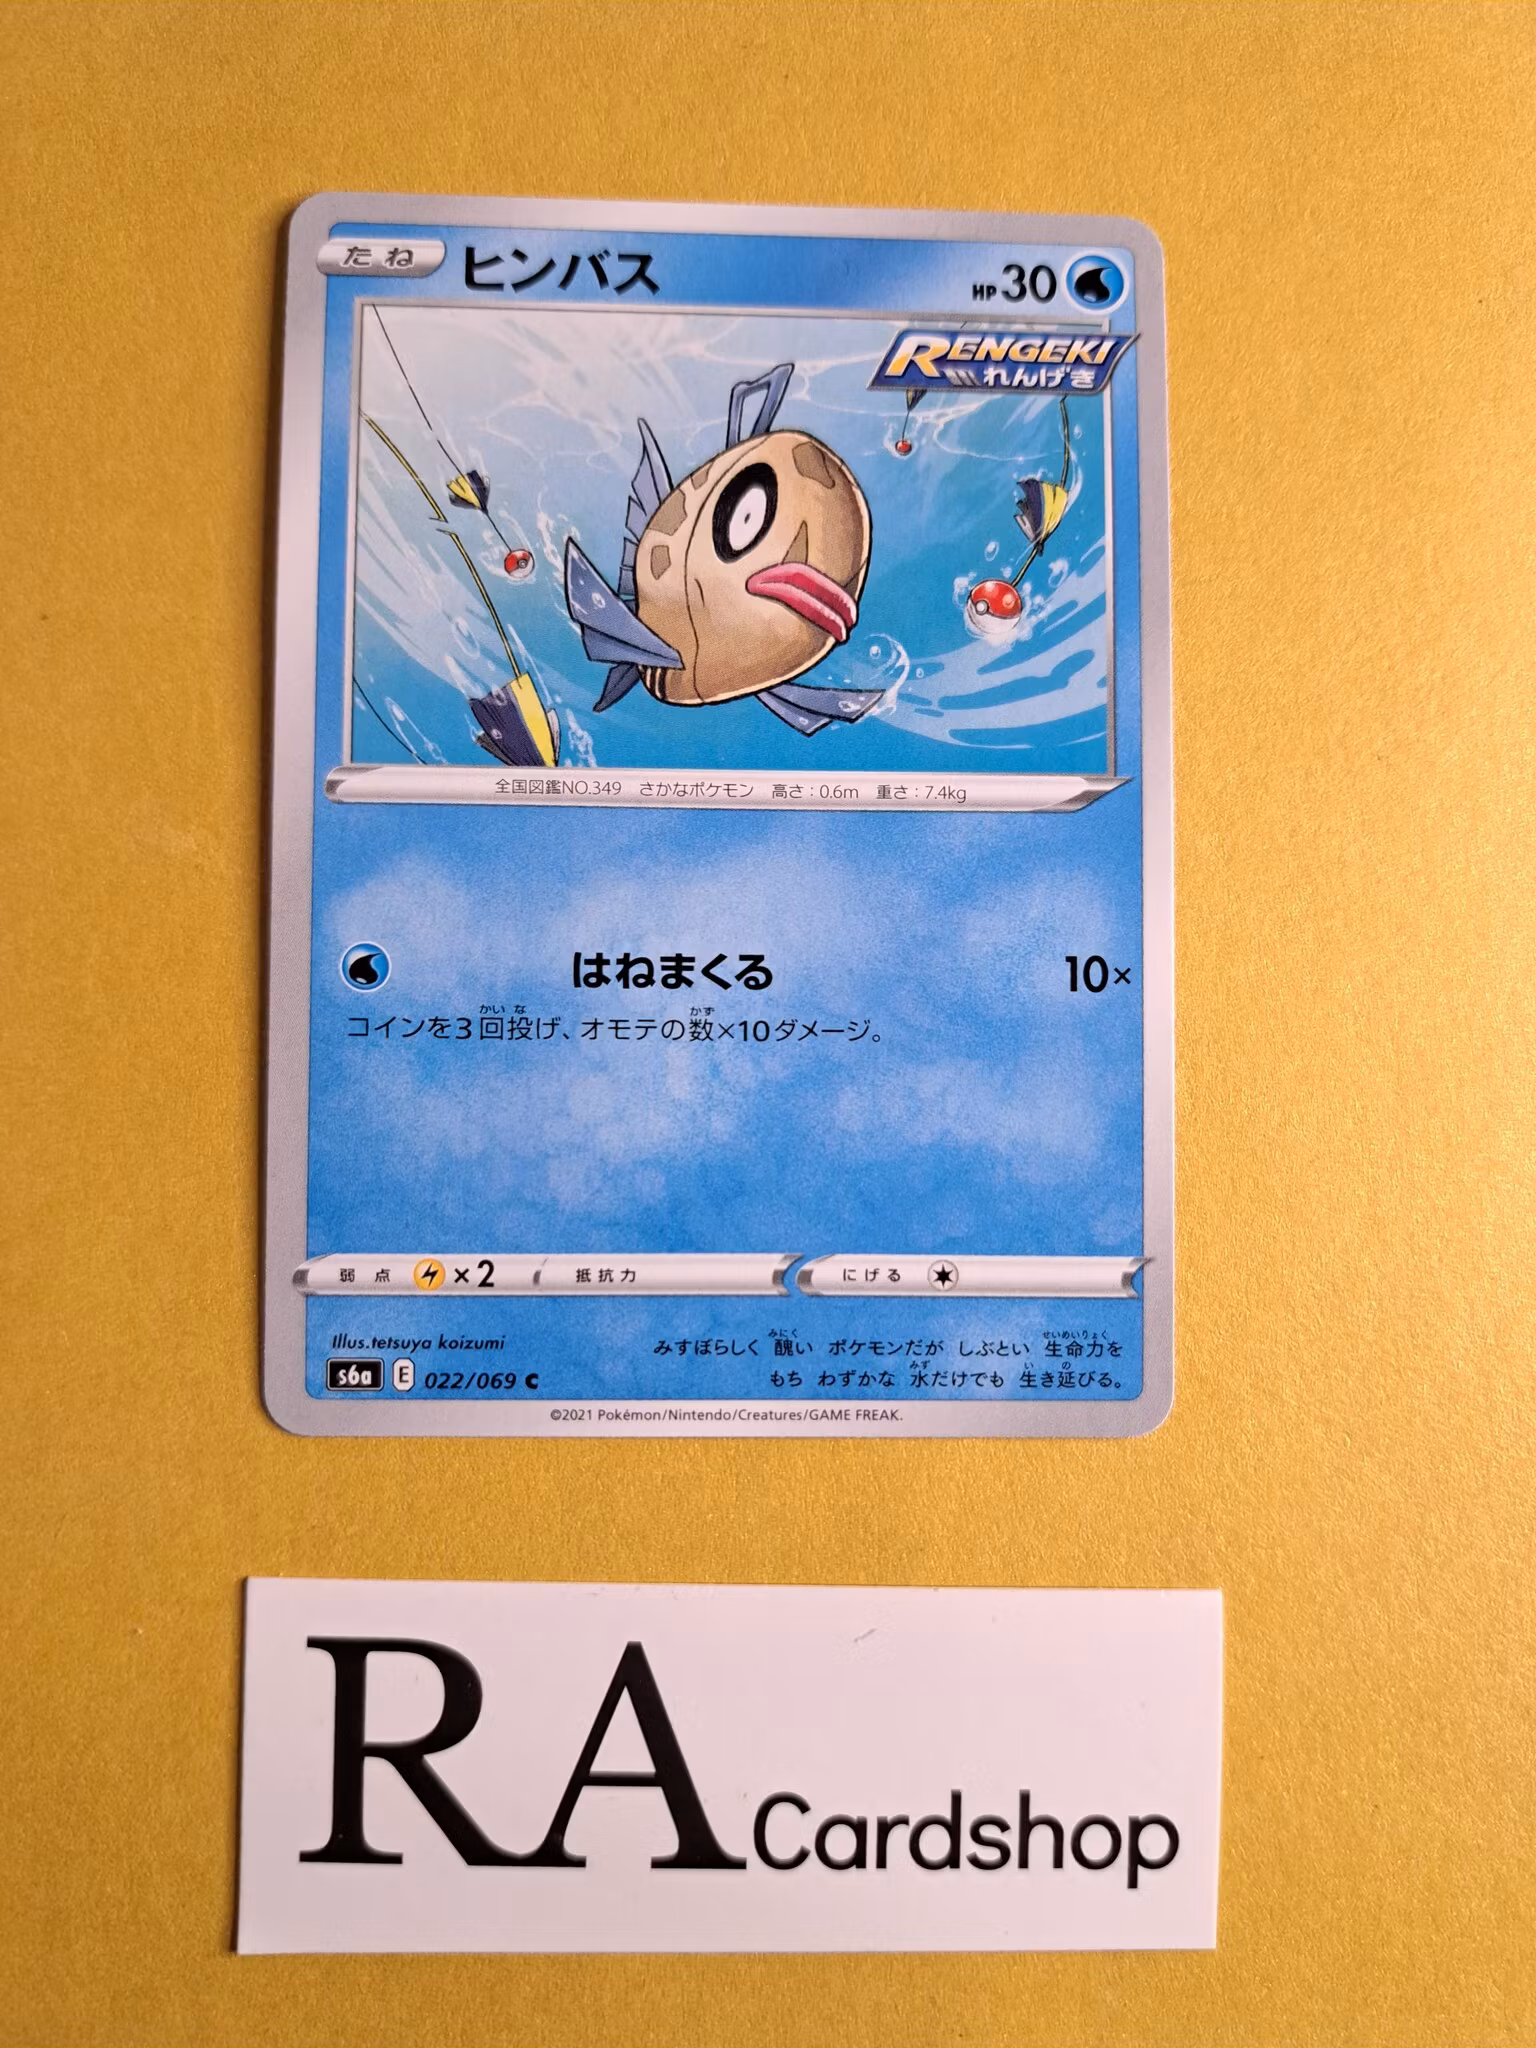 たね ヒンバス HP30
RENGEKI
れんげき
全国図鑑NO.349 さかなポケモン 高さ:0.6m 重さ:7.4kg
はねまくる 10×
コインを3回投げ、オモテの数×10ダメージ。
弱点 ×2 抵抗力 にげる
Illus.tetsuya koizumi
s6a E 022/069 C
みすぼらしく 醜い ポケモンだが しぶとい 生命力を
もち わずかな 水だけでも 生き延びる。
©2021 Pokémon/Nintendo/Creatures/GAME FREAK.
RA Cardshop